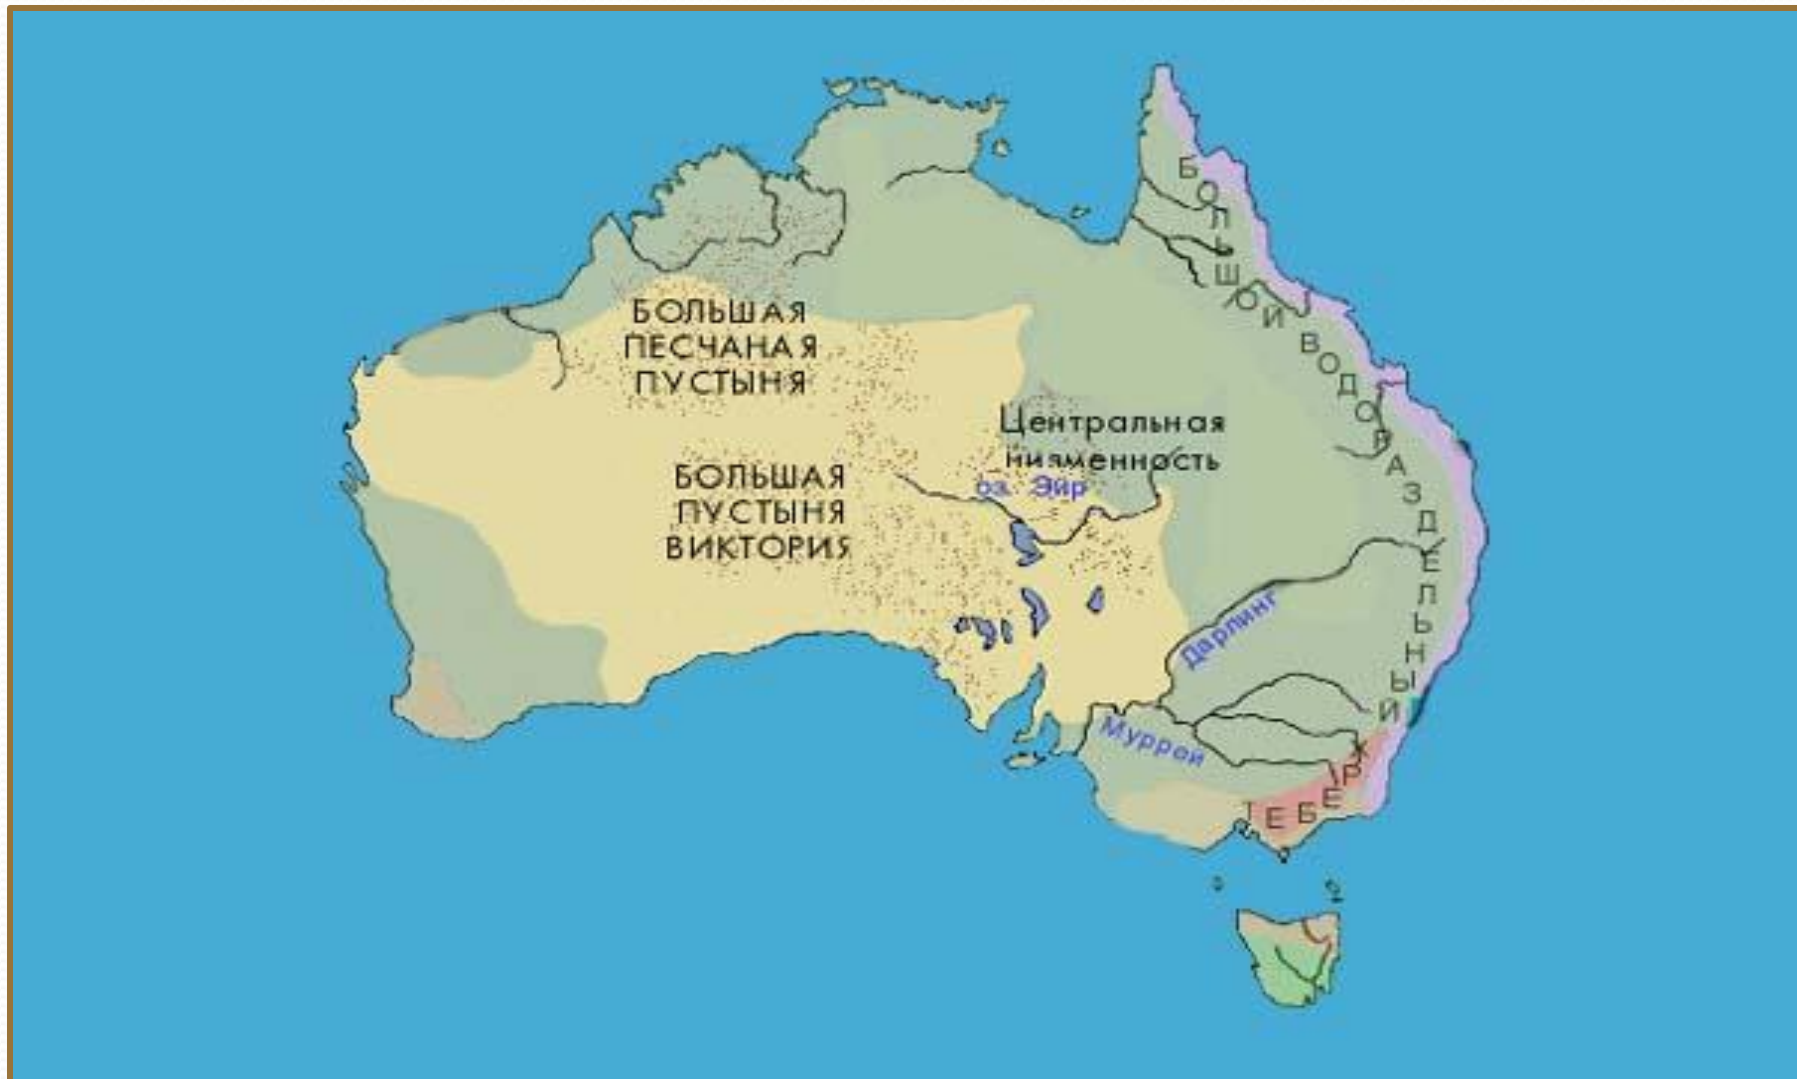 БОЛЬШОЙ ВОДОРАЗДЕЛЬНЫЙ ХРЕБЕТ
БОЛЬШАЯ
ПЕСЧАНАЯ
ПУСТЫНЯ
Центральная
низменность
оз. Эйр
БОЛЬШАЯ
ПУСТЫНЯ
ВИКТОРИЯ
Дарлинг
Муррей